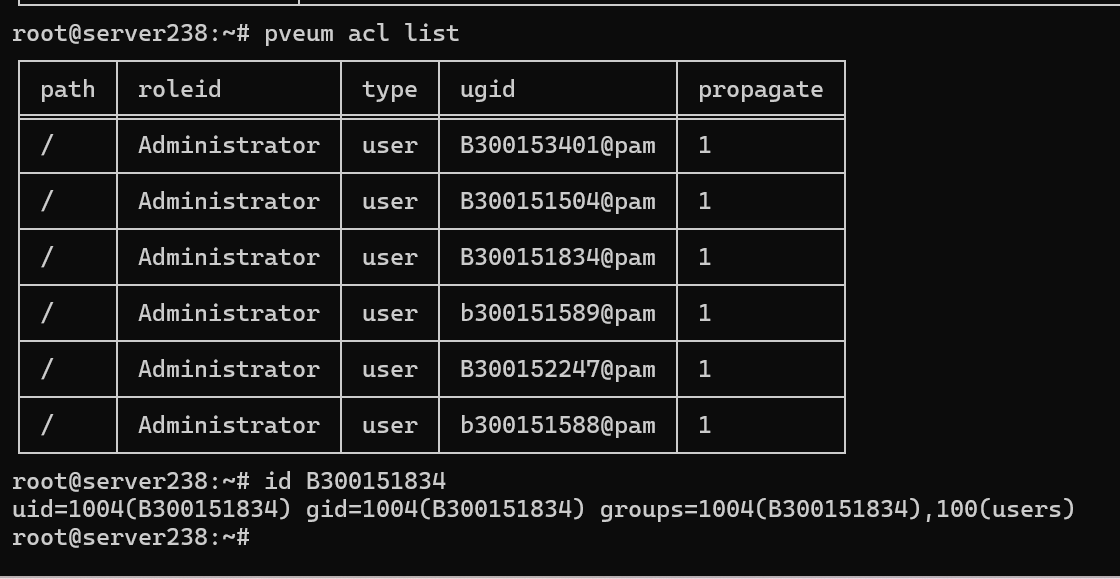 root@server238:~# pveum acl list
path roleid type ugid propagate
/ Administrator user B300153401@pam 1
/ Administrator user B300151504@pam 1
/ Administrator user B300151834@pam 1
/ Administrator user b300151589@pam 1
/ Administrator user B300152247@pam 1
/ Administrator user b300151588@pam 1
root@server238:~# id B300151834
uid=1004(B300151834) gid=1004(B300151834) groups=1004(B300151834),100(users)
root@server238:~#